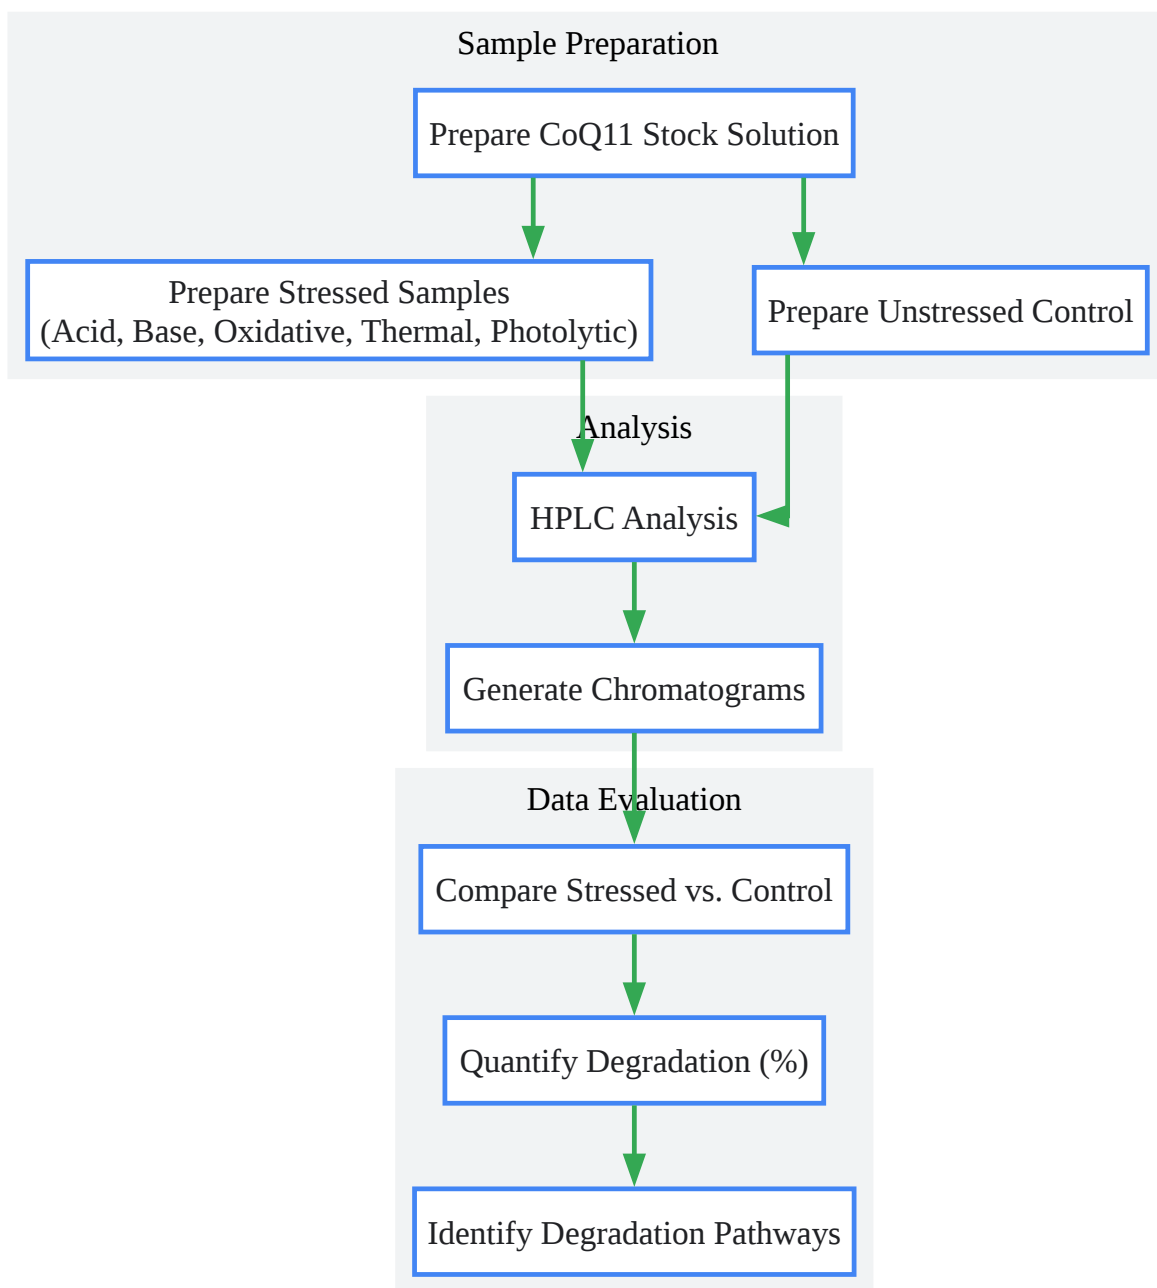 Sample Preparation
Prepare CoQ11 Stock Solution
Prepare Stressed Samples
(Acid, Base, Oxidative, Thermal, Photolytic)
Prepare Unstressed Control
Analysis
HPLC Analysis
Generate Chromatograms
Data Evaluation
Compare Stressed vs. Control
Quantify Degradation (%)
Identify Degradation Pathways